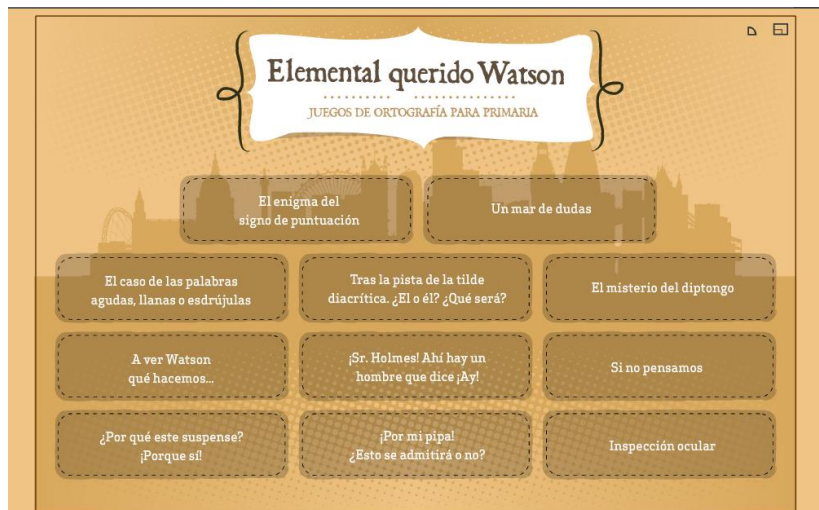 Elemental querido Watson
JUEGOS DE ORTOGRAFÍA PARA PRIMARIA
El enigma del
signo de puntuación
Un mar de dudas
El caso de las palabras
agudas, llanas o esdrújulas
Tras la pista de la tilde
diacrítica. ¿El o él? ¿Qué será?
El misterio del diptongo
A ver Watson
qué hacemos...
¡Sr. Holmes! Ahí hay un
hombre que dice ¡Ay!
Si no pensamos
¿Por qué este suspense?
¡Porque sí!
¡Por mi pipa!
¿Esto se admitirá o no?
Inspección ocular